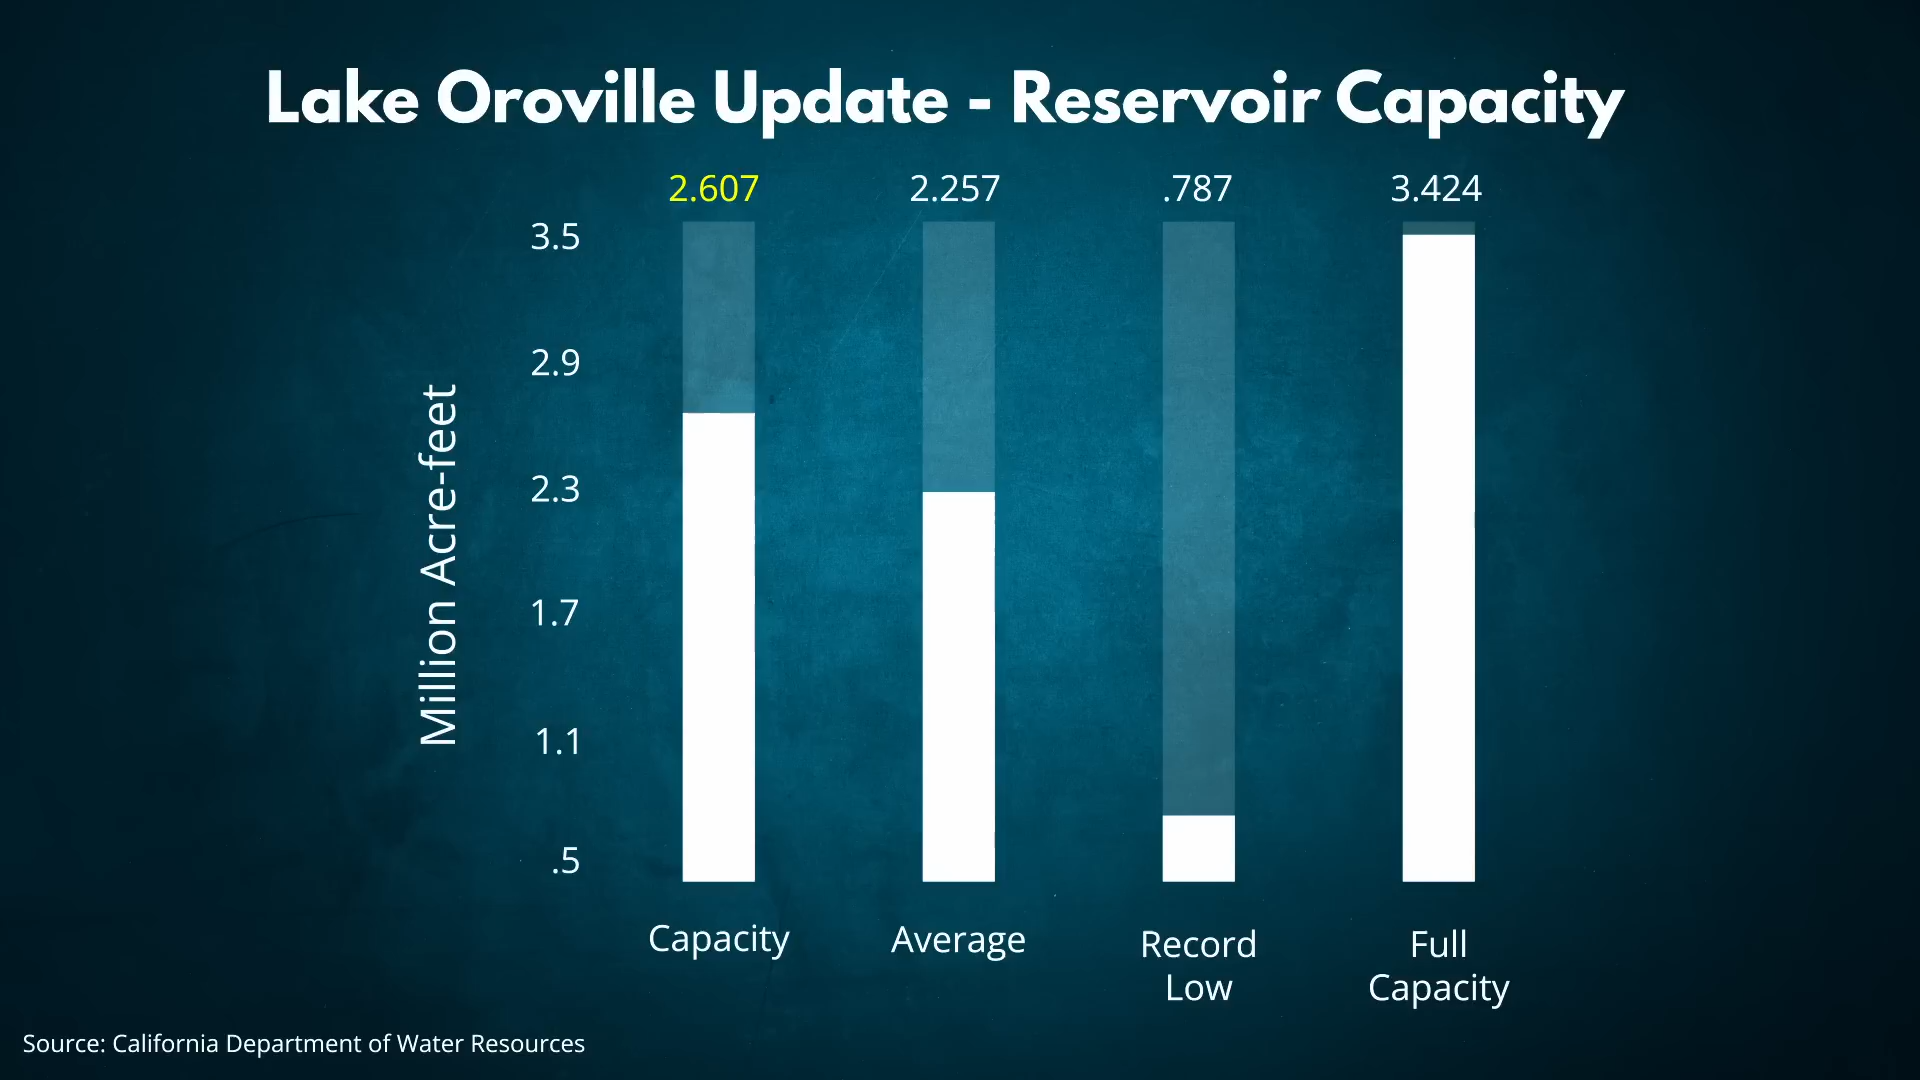 Lake Oroville Update - Reservoir Capacity
2.607 2.257 .787 3.424
3.5
2.9
2.3
1.7
1.1
.5
Million Acre-feet
Capacity Average Record Low Full Capacity
Source: California Department of Water Resources